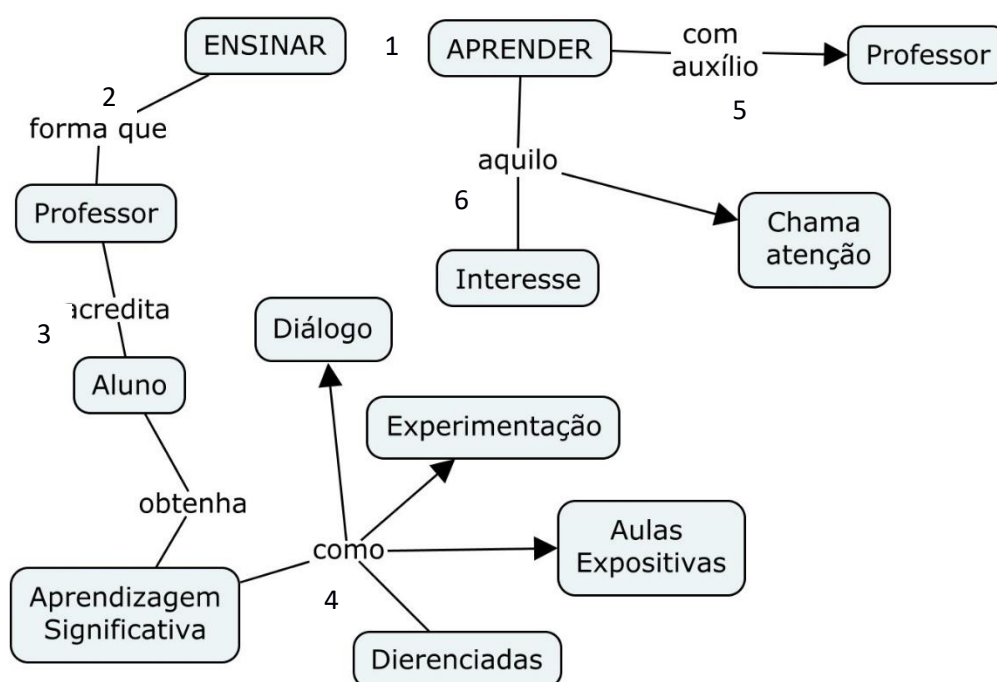 ENSINAR
1
APRENDER
com
auxílio
Professor
2
forma que
5
aquilo
6
Professor
Chama
atenção
Interesse
acredita
3
Diálogo
Aluno
Experimentação
obtenha
como
Aulas
Expositivas
4
Aprendizagem
Significativa
Dierenciadas